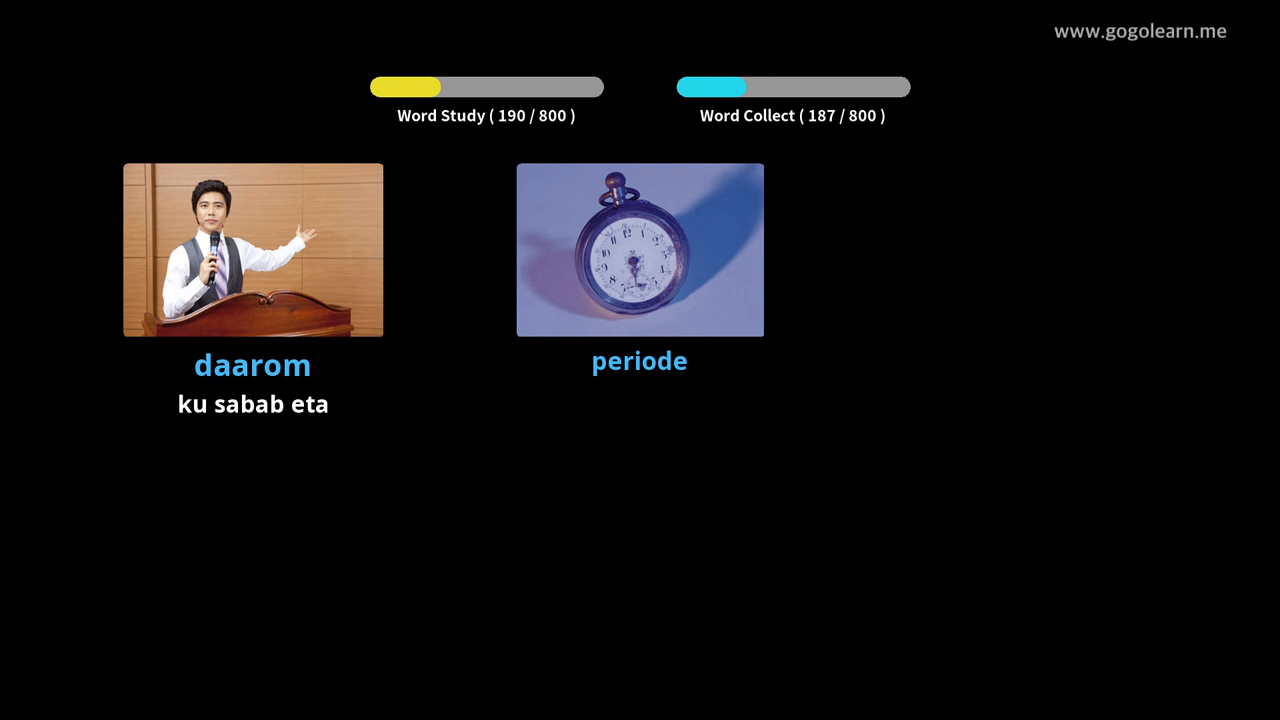 www.gogolearn.me
Word Study ( 190 / 800 )
Word Collect ( 187 / 800 )
daarom
ku sabab eta
periode